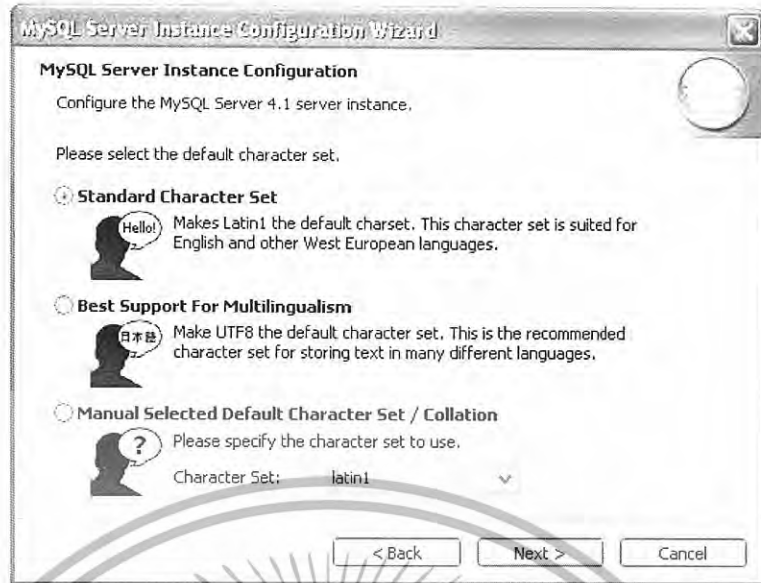 MySQL Server Instance Configuration Wizard
MySQL Server Instance Configuration
Configure the MySQL Server 4.1 server instance.
Please select the default character set.
Standard Character Set
Hello!
Makes Latin1 the default charset. This character set is suited for
English and other West European languages.
Best Support For Multilingualism
日本語
Make UTF8 the default character set. This is the recommended
character set for storing text in many different languages.
Manual Selected Default Character Set / Collation
?
Please specify the character set to use.
Character Set: latin1
< Back Next > Cancel